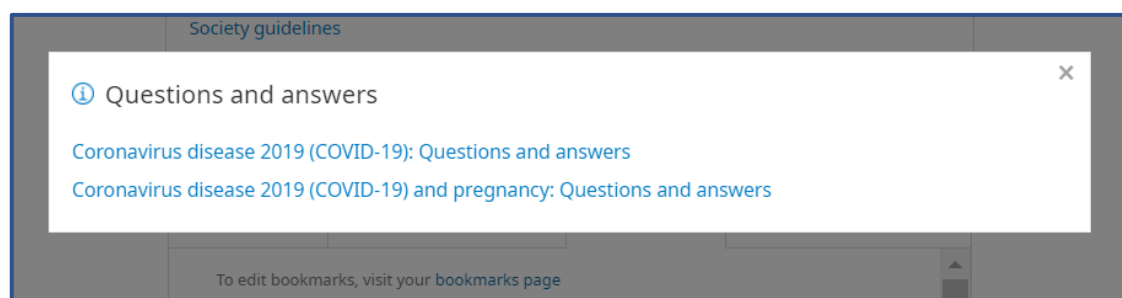 Society guidelines
Questions and answers
Coronavirus disease 2019 (COVID-19): Questions and answers
Coronavirus disease 2019 (COVID-19) and pregnancy: Questions and answers
To edit bookmarks, visit your bookmarks page